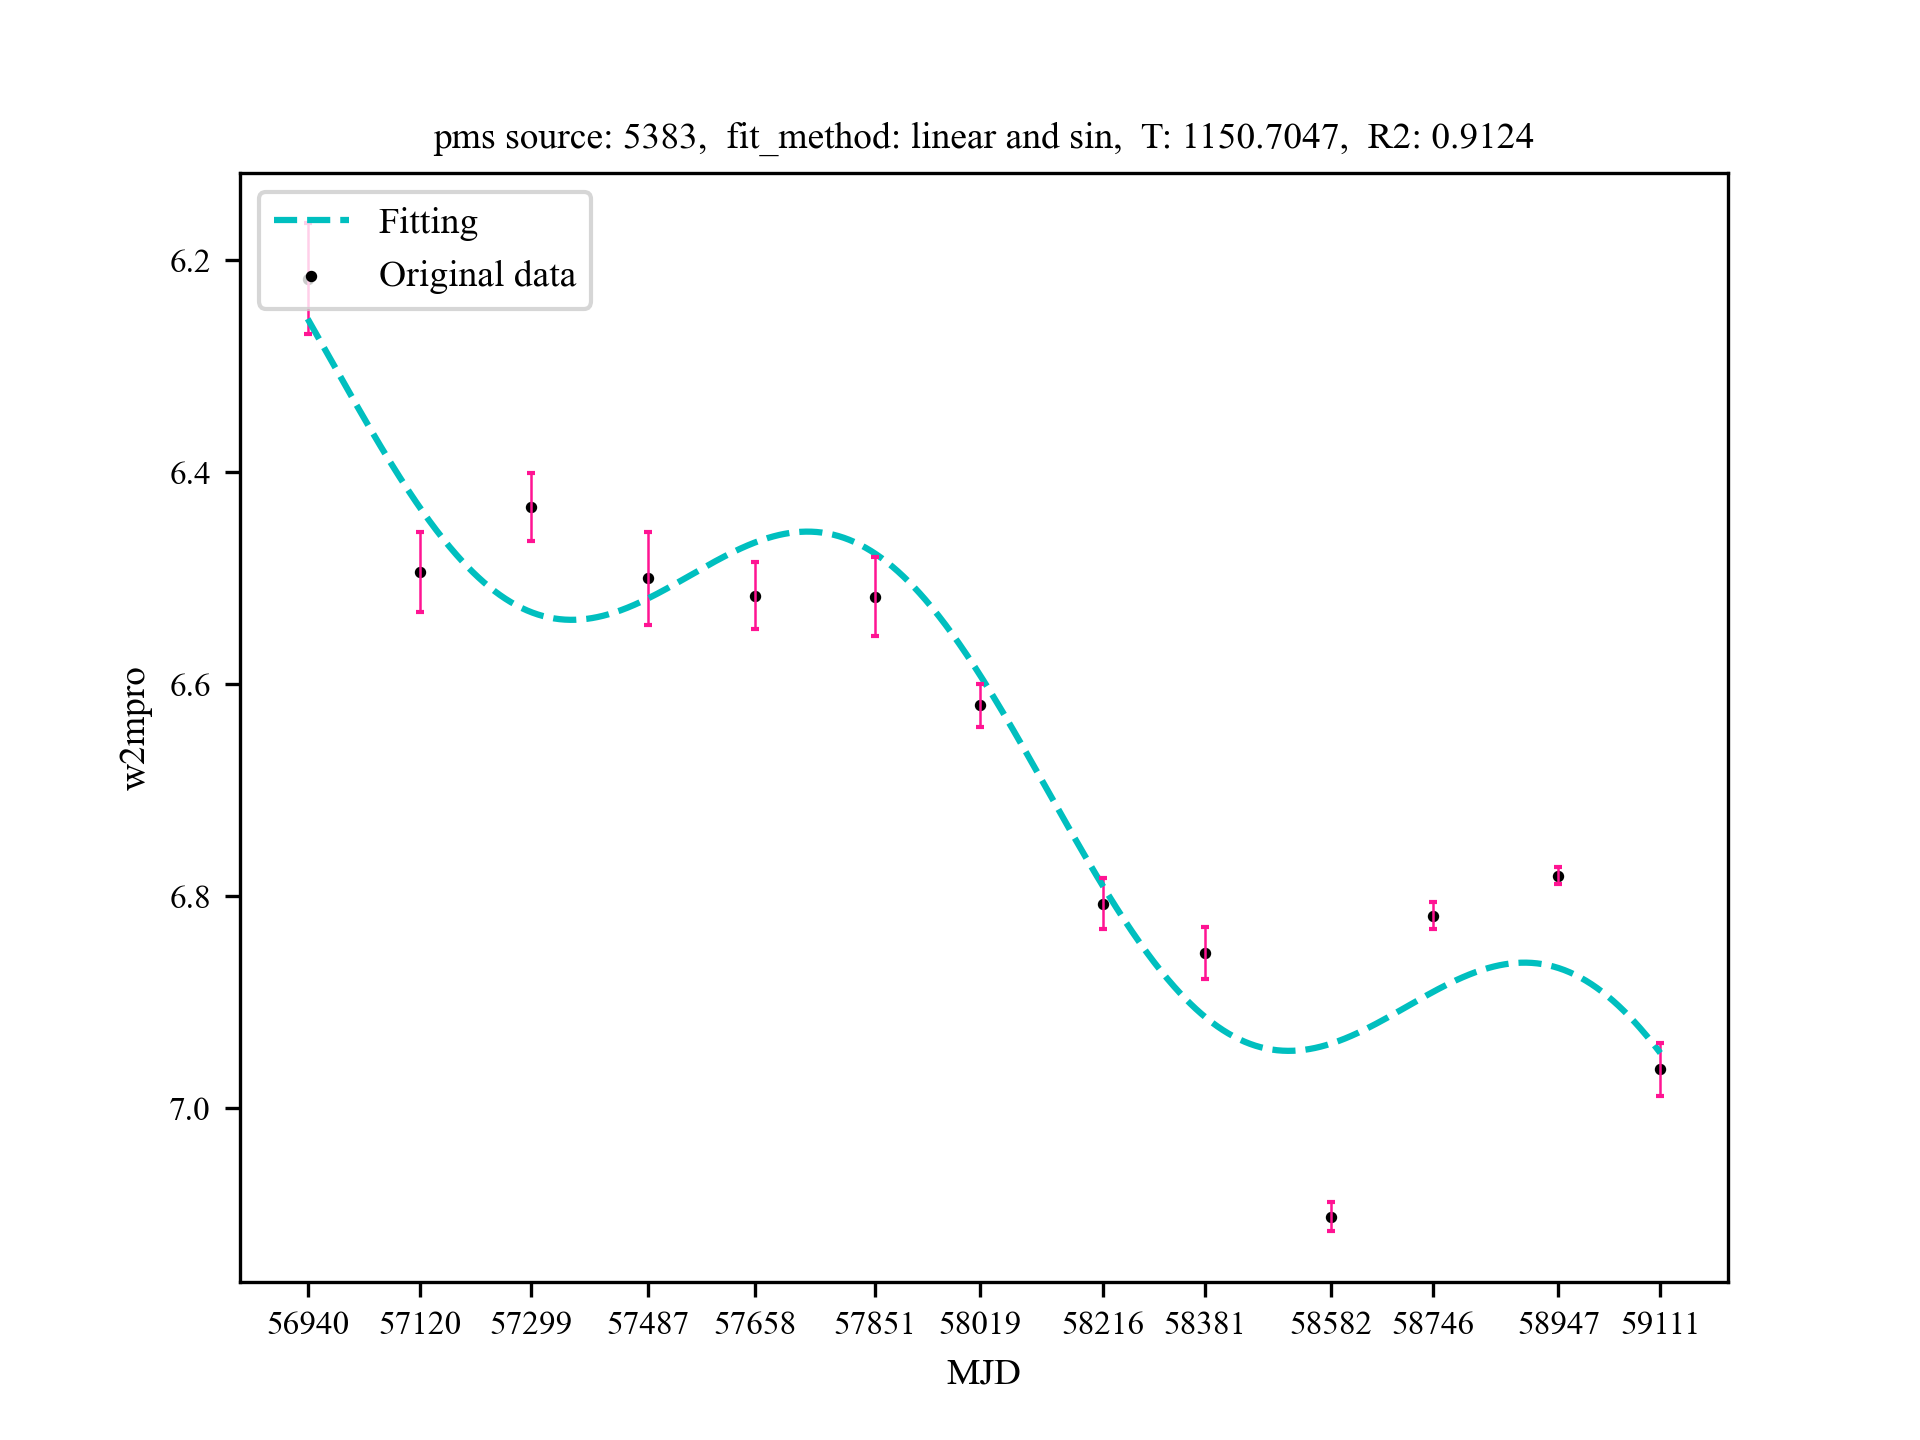 pms source: 5383, fit_method: linear and sin, T: 1150.7047, R2: 0.9124
Fitting
Original data
6.2
6.4
6.6
6.8
7.0
w2mpro
56940 57120 57299 57487 57658 57851 58019 58216 58381 58582 58746 58947 59111
MJD